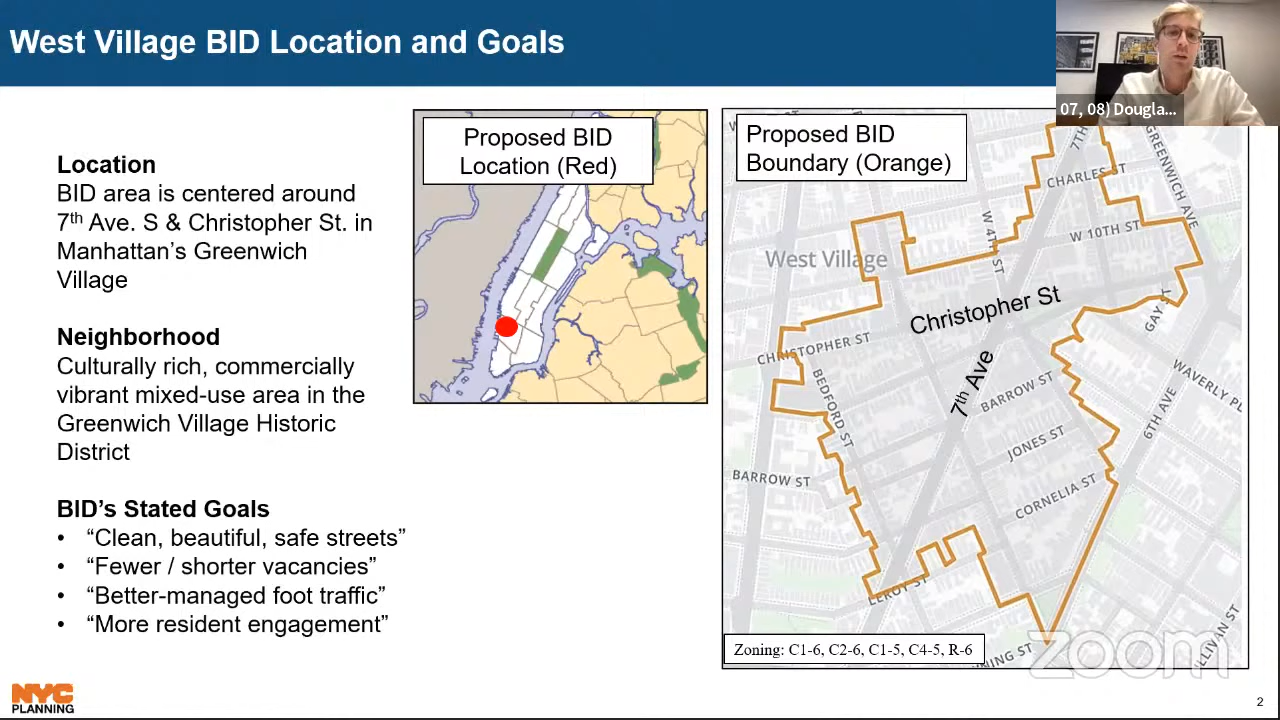 West Village BID Location and Goals
07, 08) Dougla...
Location
BID area is centered around
7th Ave. S & Christopher St. in
Manhattan's Greenwich
Village
Neighborhood
Culturally rich, commercially
vibrant mixed-use area in the
Greenwich Village Historic
District
BID's Stated Goals
• “Clean, beautiful, safe streets”
• “Fewer / shorter vacancies”
• “Better-managed foot traffic”
• “More resident engagement”
Proposed BID
Location (Red)
Proposed BID
Boundary (Orange)
7TH
GREENWICH AVE
CHARLES ST
W 4TH ST
W 10TH ST
West Village
Christopher St
GAY ST
CHRISTOPHER ST
7th Ave
BEDFORD ST
BARROW ST
WAVERLY PL
6TH AVE
JONES ST
BARROW ST
CORNELIA ST
LEROY ST
Zoning: C1-6, C2-6, C1-5, C4-5, R-6
NING ST
LLIVAN ST
zoom
NYC
PLANNING
2